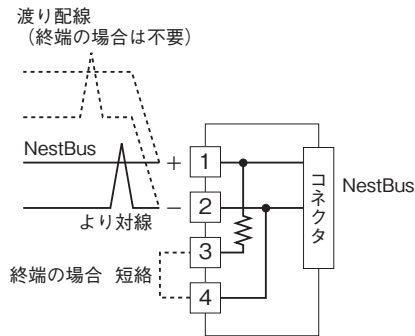 渡り配線
（終端の場合は不要）
NestBus
より対線
終端の場合 短絡
+ 1
− 2
3
4
コネクタ
NestBus